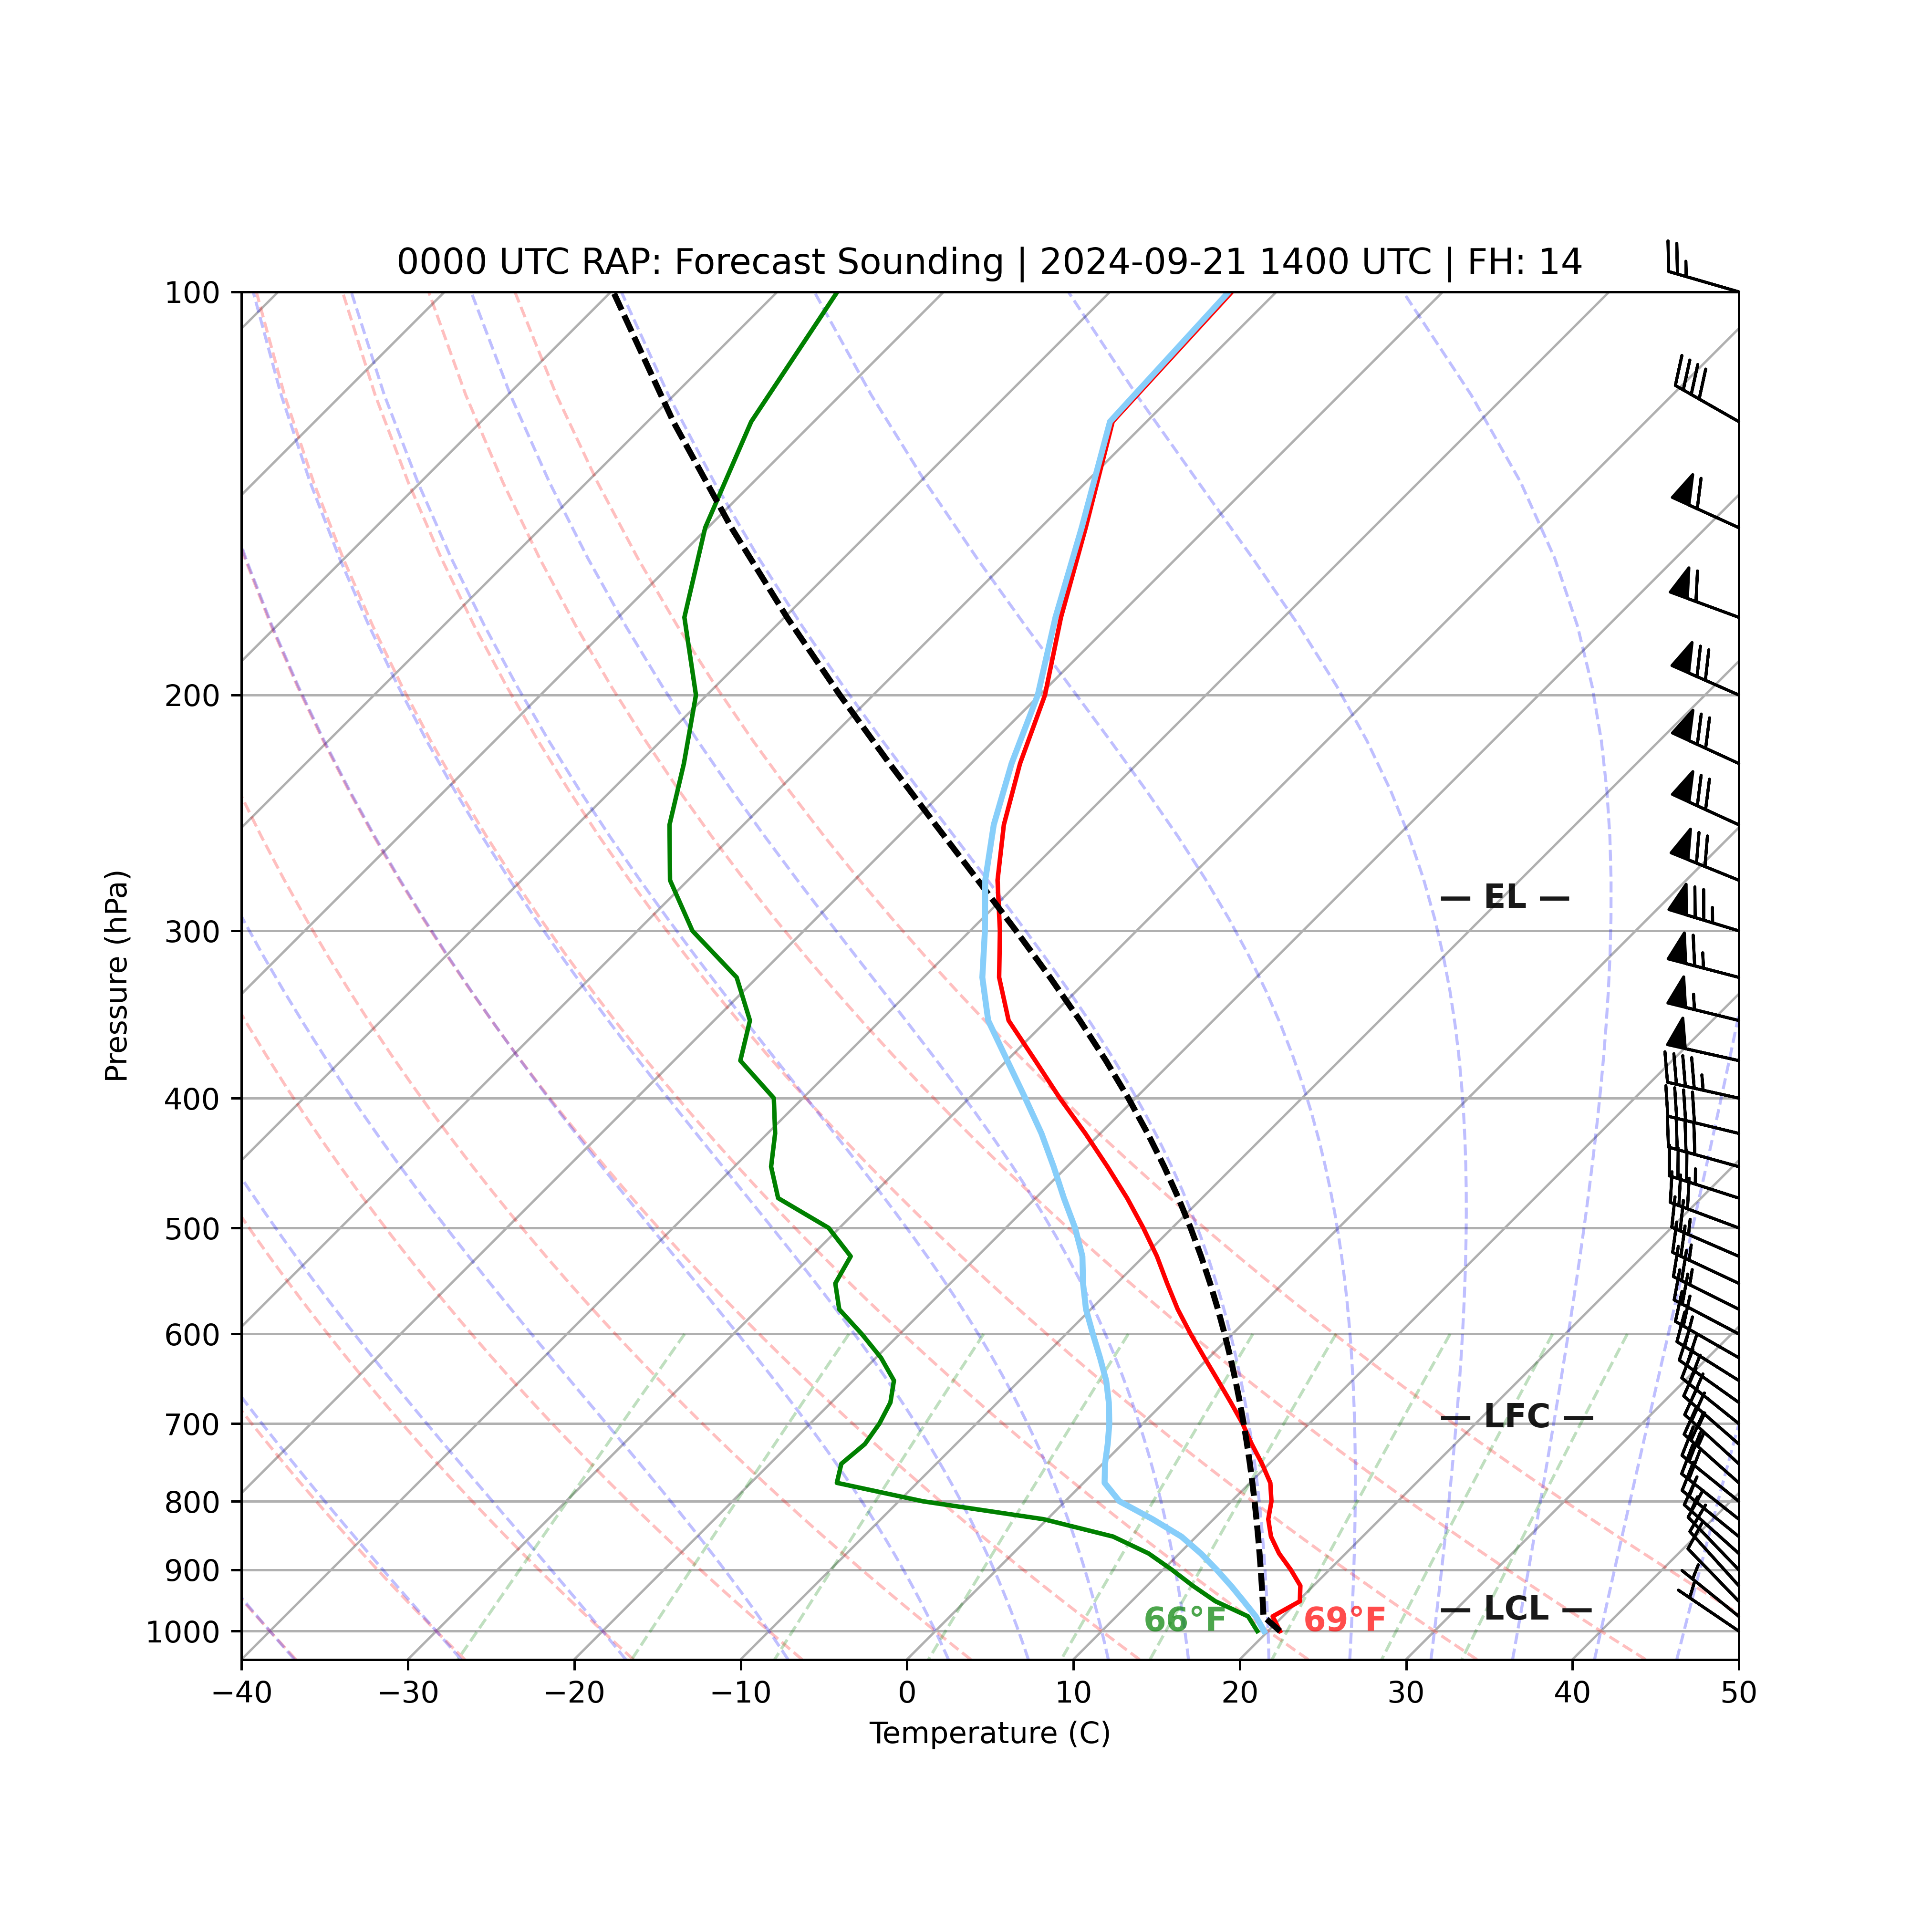 0000 UTC RAP: Forecast Sounding | 2024-09-21 1400 UTC | FH: 14
100
200
300
400
500
600
700
800
900
1000
Pressure (hPa)
— EL —
— LFC —
— LCL —
66°F
69°F
−40 −30 −20 −10 0 10 20 30 40 50
Temperature (C)